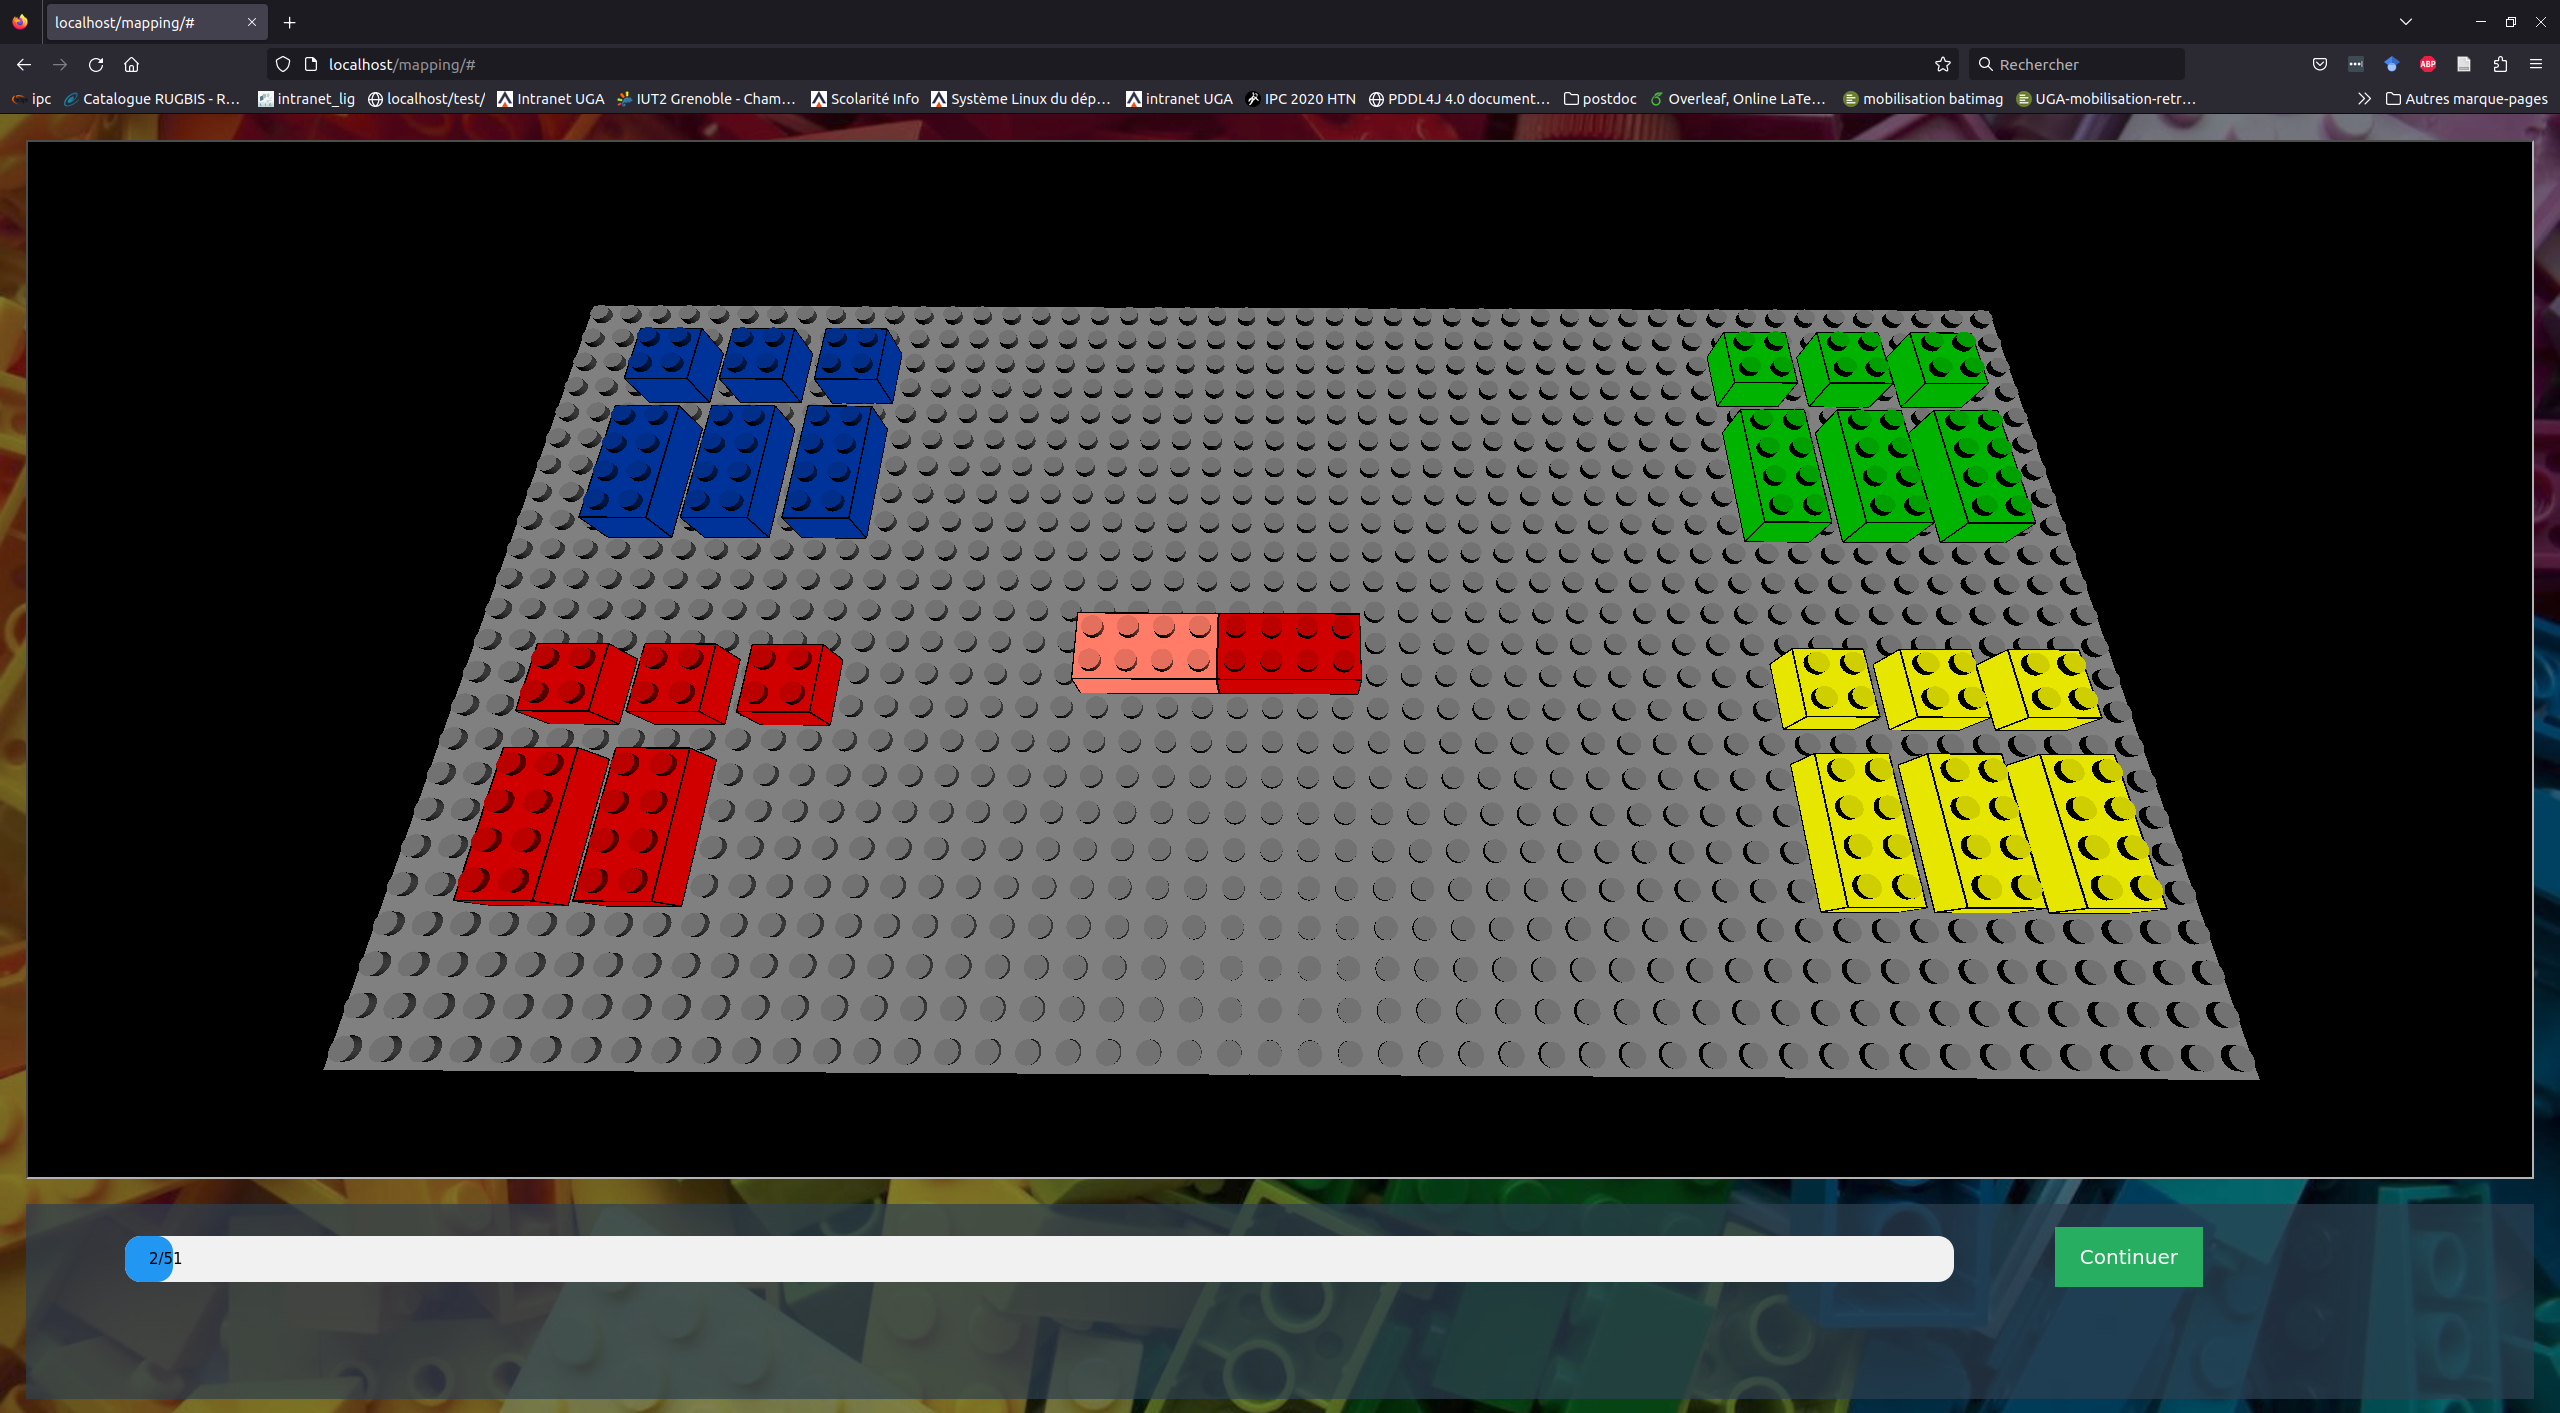 localhost/mapping/#
localhost/mapping/#
Rechercher
ABP
ipc
Catalogue RUGBIS - R…
intranet_lig
localhost/test/
Intranet UGA
IUT2 Grenoble - Cham…
Scolarité Info
Système Linux du dép…
intranet UGA
IPC 2020 HTN
PDDL4J 4.0 document…
postdoc
Overleaf, Online LaTe…
mobilisation batimag
UGA-mobilisation-retr…
Autres marque-pages
2/51
Continuer